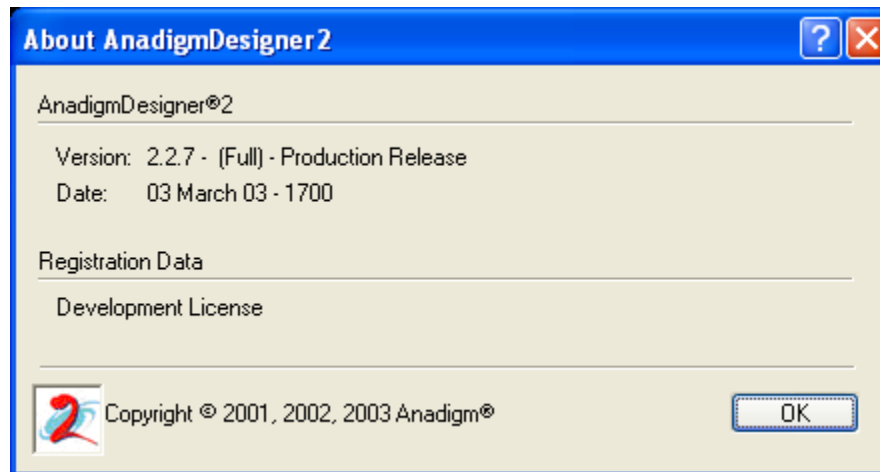 About AnadigmDesigner2
AnadigmDesigner®2
Version: 2.2.7 - (Full) - Production Release
Date: 03 March 03 - 1700
Registration Data
Development License
Copyright © 2001, 2002, 2003 Anadigm®
OK